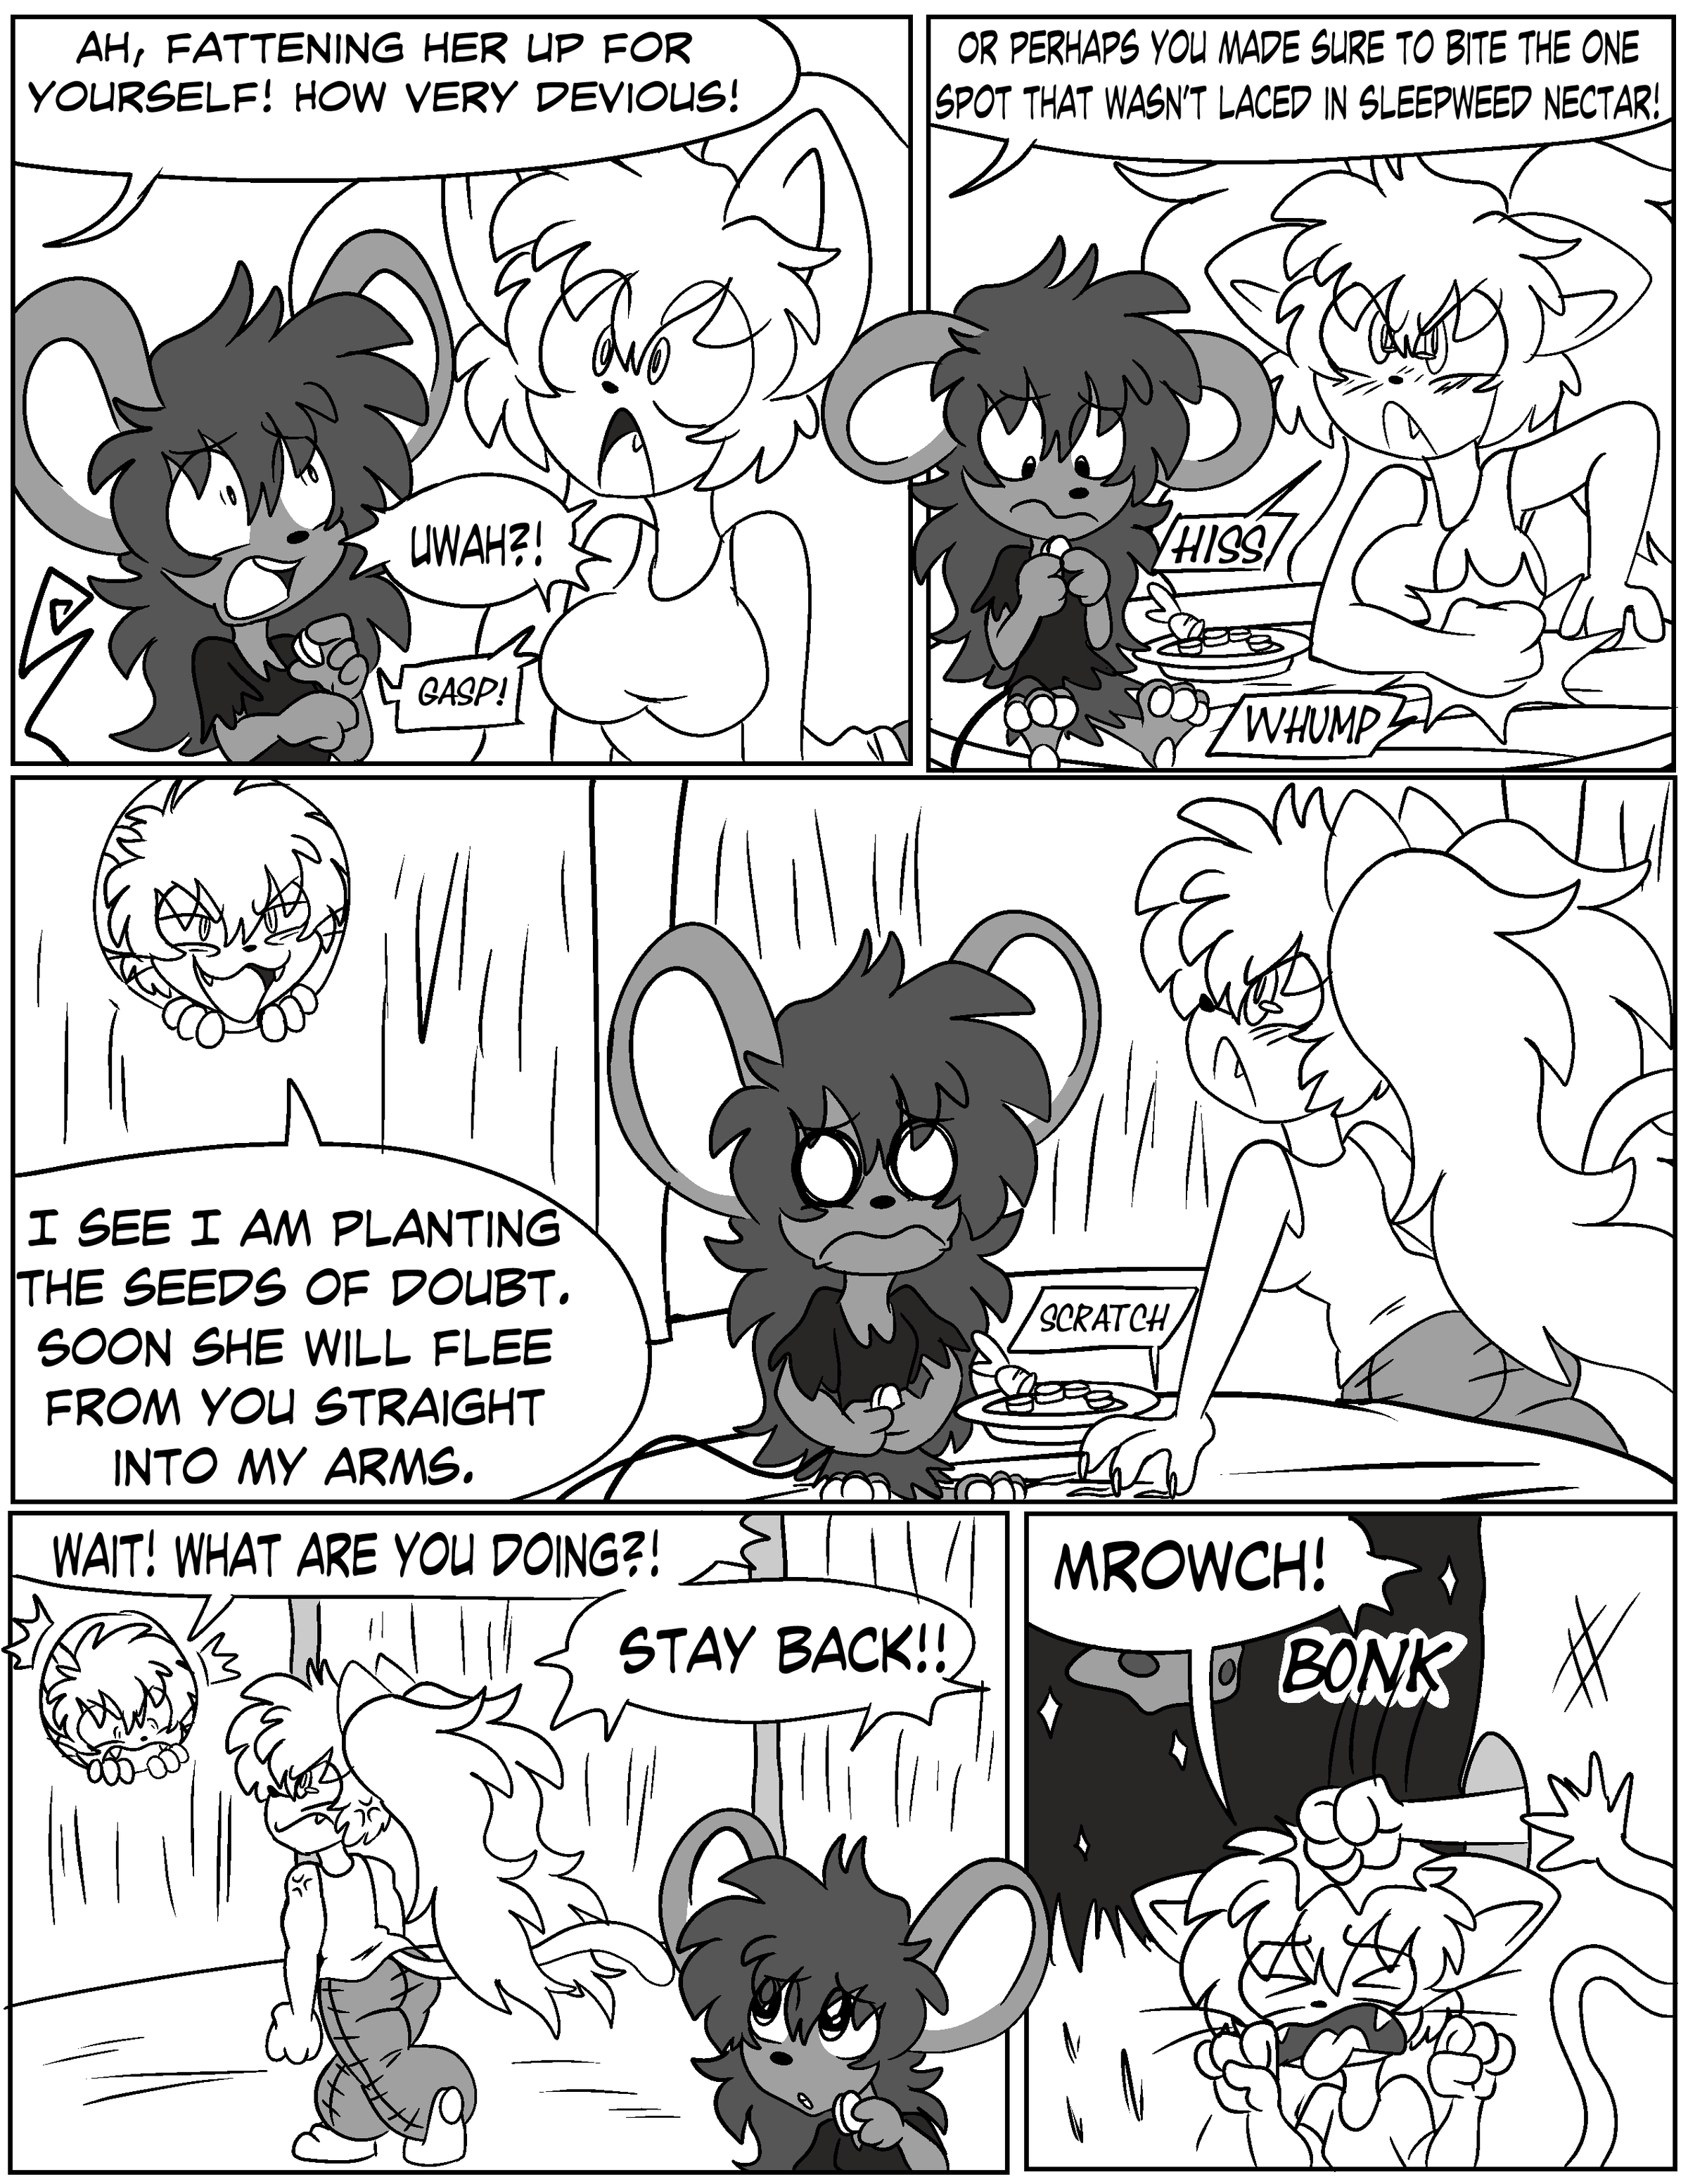 AH, FATTENING HER UP FOR
YOURSELF! HOW VERY DEVIOUS!
UWAH?!
GASP!
OR PERHAPS YOU MADE SURE TO BITE THE ONE
SPOT THAT WASN'T LACED IN SLEEPWEED NECTAR!
HISS
WHUMP
I SEE I AM PLANTING
THE SEEDS OF DOUBT.
SOON SHE WILL FLEE
FROM YOU STRAIGHT
INTO MY ARMS.
SCRATCH
WAIT! WHAT ARE YOU DOING?!
STAY BACK!!
MROWCH!
BONK